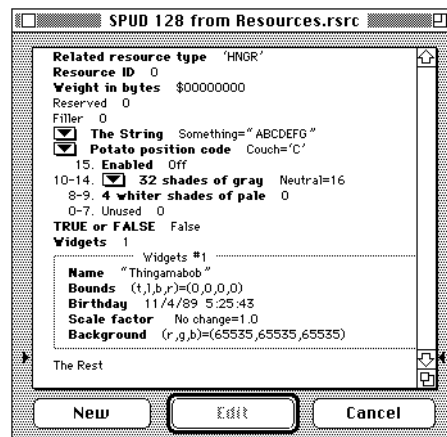 SPUD 128 from Resources.rsrc
Related resource type 'HNGR'
Resource ID 0
Weight in bytes $00000000
Reserved 0
Filler 0
The String Something="ABCDEFG"
Potato position code Couch='C'
15. Enabled Off
10-14. 32 shades of gray Neutral=16
8-9. 4 whiter shades of pale 0
0-7. Unused 0
TRUE or FALSE False
Widgets 1
Widgets #1
Name "Thingamabob"
Bounds (t,l,b,r)=(0,0,0,0)
Birthday 11/4/89 5:25:43
Scale factor No change=1.0
Background (r,g,b)=(65535,65535,65535)
The Rest
New Edit Cancel